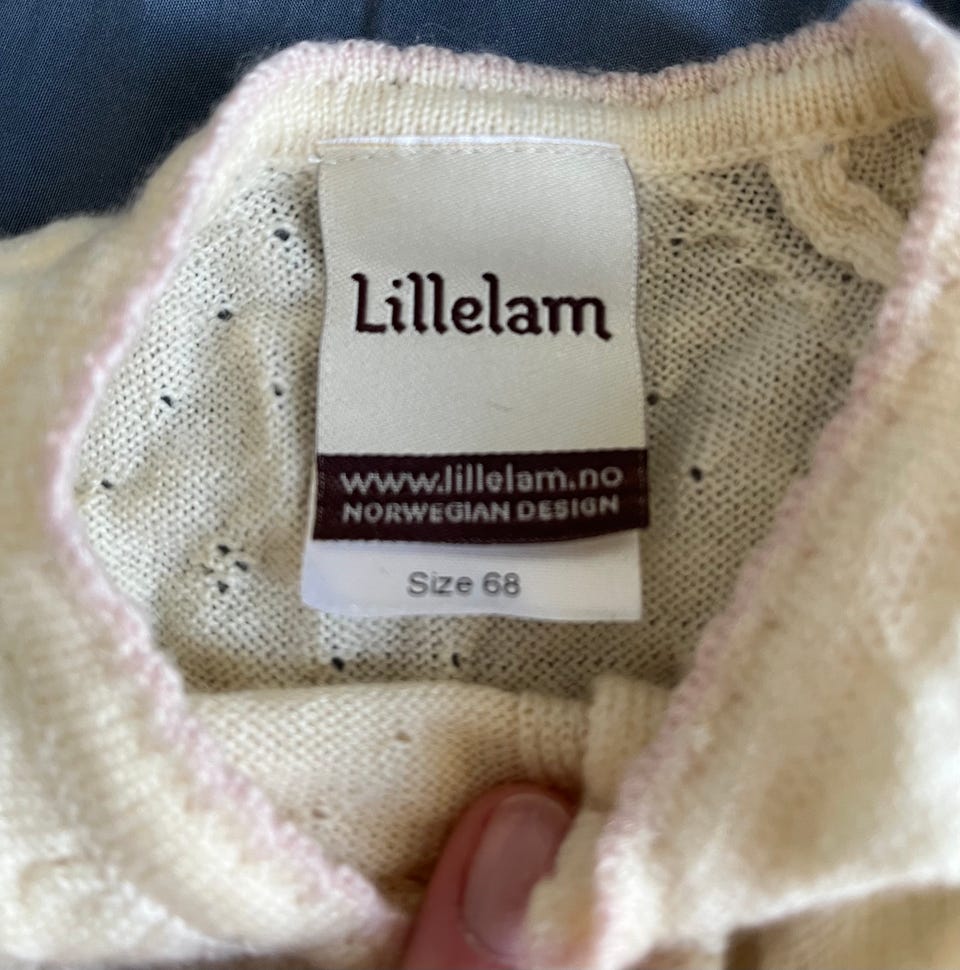 Lillelam
www.lillelam.no
NORWEGIAN DESIGN
Size 68